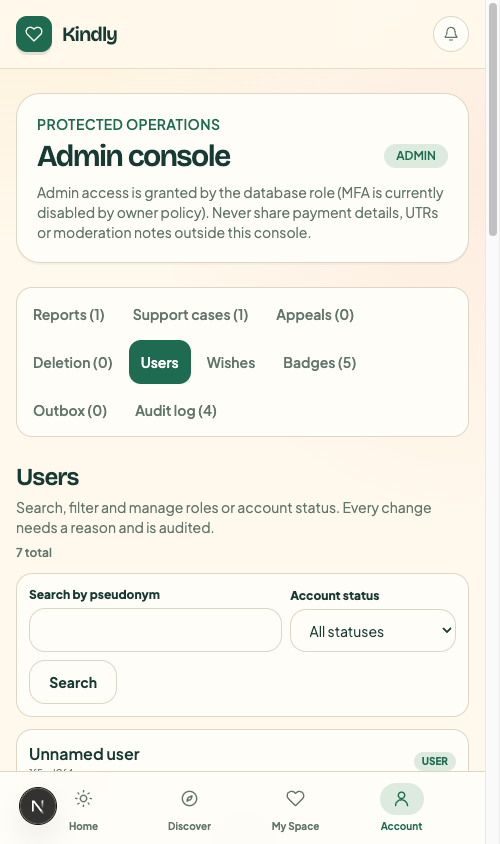 Kindly
PROTECTED OPERATIONS
Admin console
ADMIN
Admin access is granted by the database role (MFA is currently
disabled by owner policy). Never share payment details, UTRs
or moderation notes outside this console.
Reports (1)
Support cases (1)
Appeals (0)
Deletion (0)
Users
Wishes
Badges (5)
Outbox (0)
Audit log (4)
Users
Search, filter and manage roles or account status. Every change
needs a reason and is audited.
7 total
Search by pseudonym
Account status
All statuses
Search
Unnamed user
USER
N
Home
Discover
My Space
Account